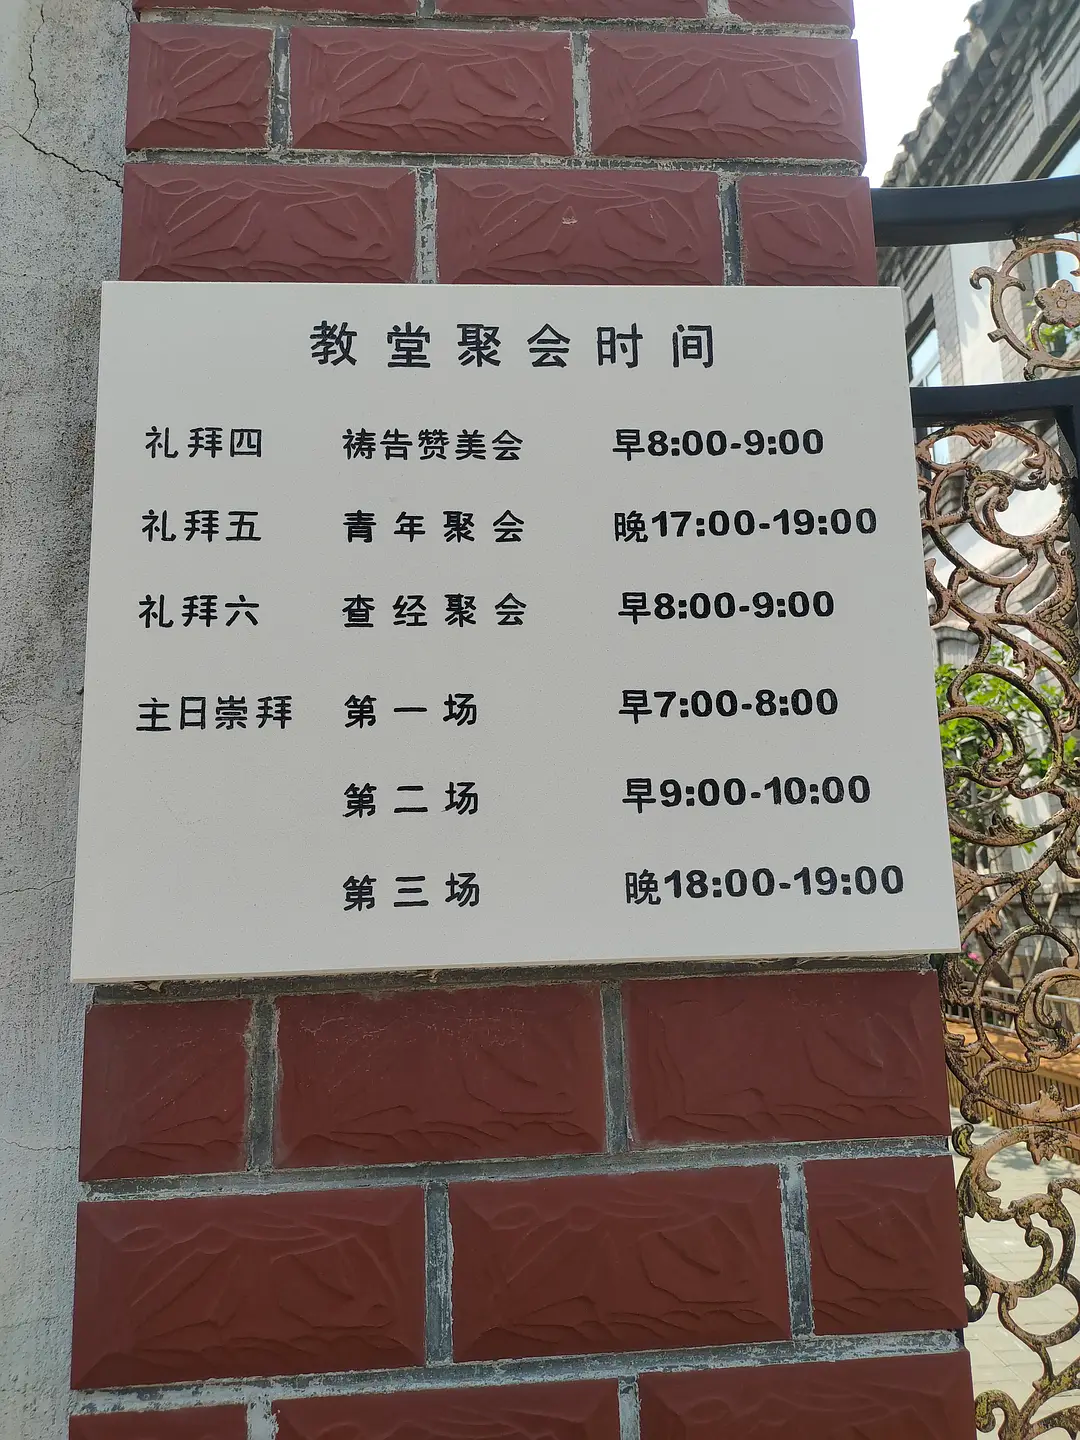 教堂聚会时间
礼拜四 祷告赞美会 早8:00-9:00
礼拜五 青年聚会 晚17:00-19:00
礼拜六 查经聚会 早8:00-9:00
主日崇拜 第一场 早7:00-8:00
第二场 早9:00-10:00
第三场 晚18:00-19:00